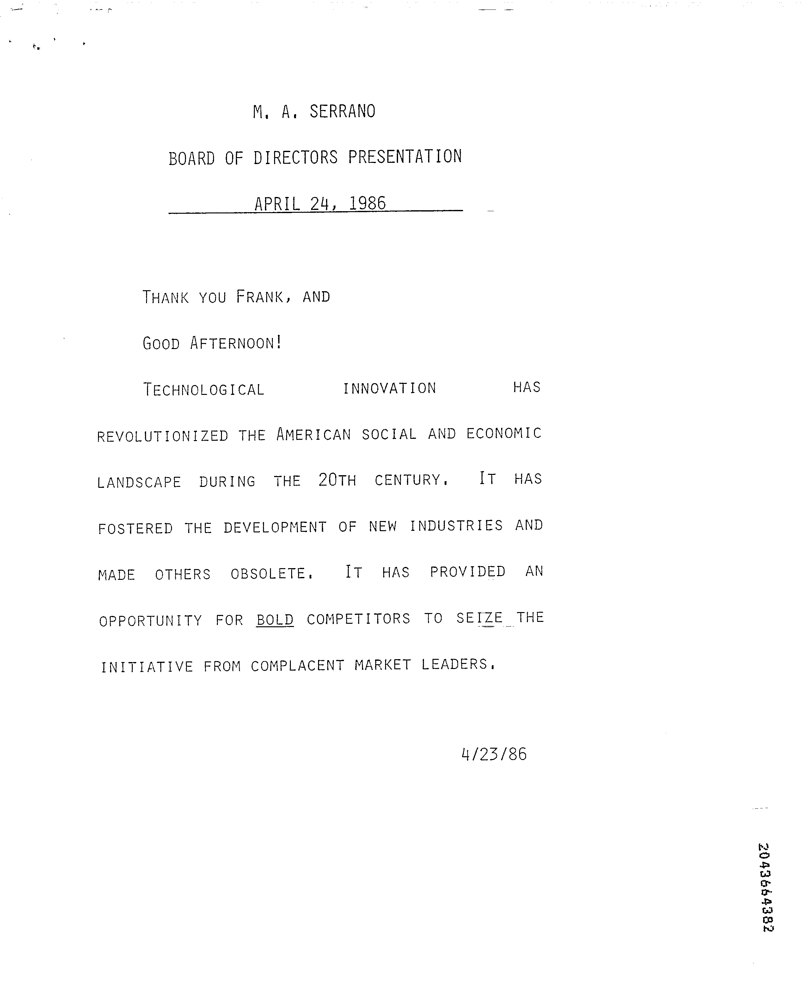 M. A. SERRANO
BOARD OF DIRECTORS PRESENTATION
APRIL 24, 1986
THANK YOU FRANK, AND
GOOD AFTERNOON!
TECHNOLOGICAL INNOVATION HAS
REVOLUTIONIZED THE AMERICAN SOCIAL AND ECONOMIC
LANDSCAPE DURING THE 20TH CENTURY. IT HAS
FOSTERED THE DEVELOPMENT OF NEW INDUSTRIES AND
MADE OTHERS OBSOLETE. IT HAS PROVIDED AN
OPPORTUNITY FOR BOLD COMPETITORS TO SEIZE THE
INITIATIVE FROM COMPLACENT MARKET LEADERS.
4/23/86
2043664382